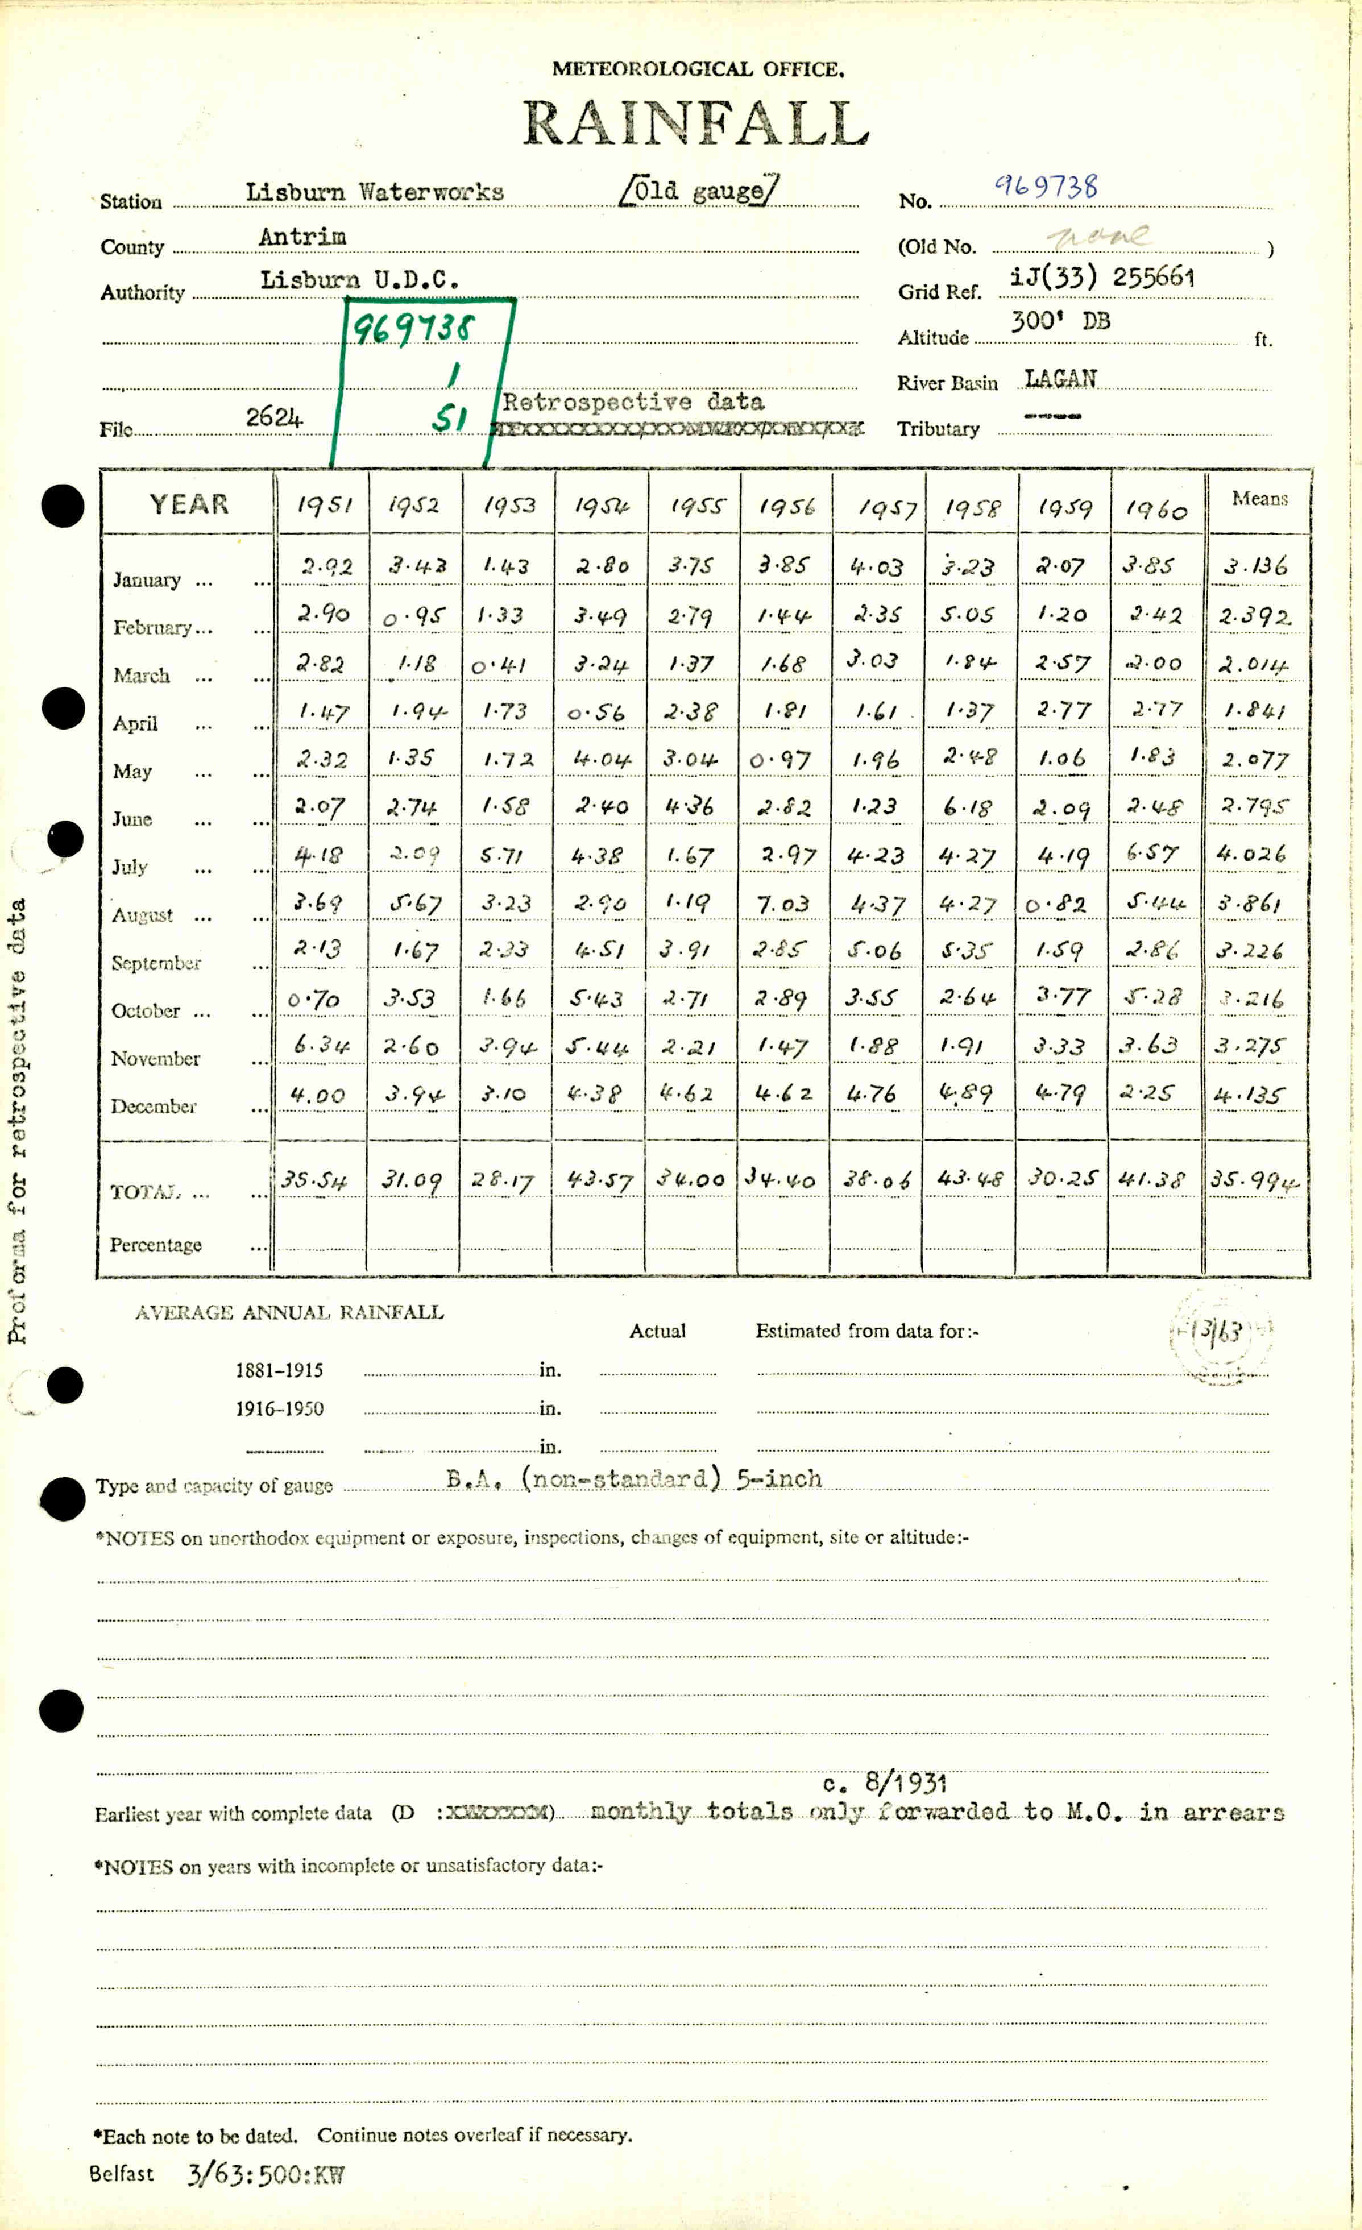 METEOROLOGICAL OFFICE.
RAINFALL
Station Lisburn Waterworks [Old gauge] No. 969738
County Antrim (Old No. none )
Authority Lisburn U.D.C. Grid Ref. iJ(33) 255661
969738 Altitude 300' DB ft.
1 River Basin LAGAN
Retrospective data
File 2624 51 Tributary ----
YEAR 1951 1952 1953 1954 1955 1956 1957 1958 1959 1960 Means
January ... ... 2.92 3.43 1.43 2.80 3.75 3.85 4.03 3.23 2.07 3.85 3.136
February ... ... 2.90 0.95 1.33 3.49 2.79 1.44 2.35 5.05 1.20 2.42 2.392
March ... ... 2.82 1.18 0.41 3.24 1.37 1.68 3.03 1.84 2.57 2.00 2.014
April ... ... 1.47 1.94 1.73 0.56 2.38 1.81 1.61 1.37 2.77 2.77 1.841
May ... ... 2.32 1.35 1.72 4.04 3.04 0.97 1.96 2.48 1.06 1.83 2.077
June ... ... 2.07 2.74 1.58 2.40 4.36 2.82 1.23 6.18 2.09 2.48 2.795
July ... ... 4.18 2.09 5.71 4.38 1.67 2.97 4.23 4.27 4.19 6.57 4.026
August ... ... 3.69 5.67 3.23 2.90 1.19 7.03 4.37 4.27 0.82 5.44 3.861
September ... 2.13 1.67 2.33 4.51 3.91 2.85 5.06 5.35 1.59 2.86 3.226
October ... ... 0.70 3.53 1.66 5.43 2.71 2.89 3.55 2.64 3.77 5.28 3.216
November ... 6.34 2.60 3.94 5.44 2.21 1.47 1.88 1.91 3.33 3.63 3.275
December ... 4.00 3.94 3.10 4.38 4.62 4.62 4.76 4.89 4.79 2.25 4.135
TOTAL ... ... 35.54 31.09 28.17 43.57 34.00 34.40 38.06 43.48 30.25 41.38 35.994
Percentage ...
Proforma for retrospective data
AVERAGE ANNUAL RAINFALL
Actual Estimated from data for:- 13/63
1881-1915 in.
1916-1950 in.
in.
Type and capacity of gauge B.A. (non-standard) 5-inch
*NOTES on unorthodox equipment or exposure, inspections, changes of equipment, site or altitude:-
c. 8/1931
Earliest year with complete data (D : ) monthly totals only forwarded to M.O. in arrears
*NOTES on years with incomplete or unsatisfactory data:-
*Each note to be dated. Continue notes overleaf if necessary.
Belfast 3/63:500:KW